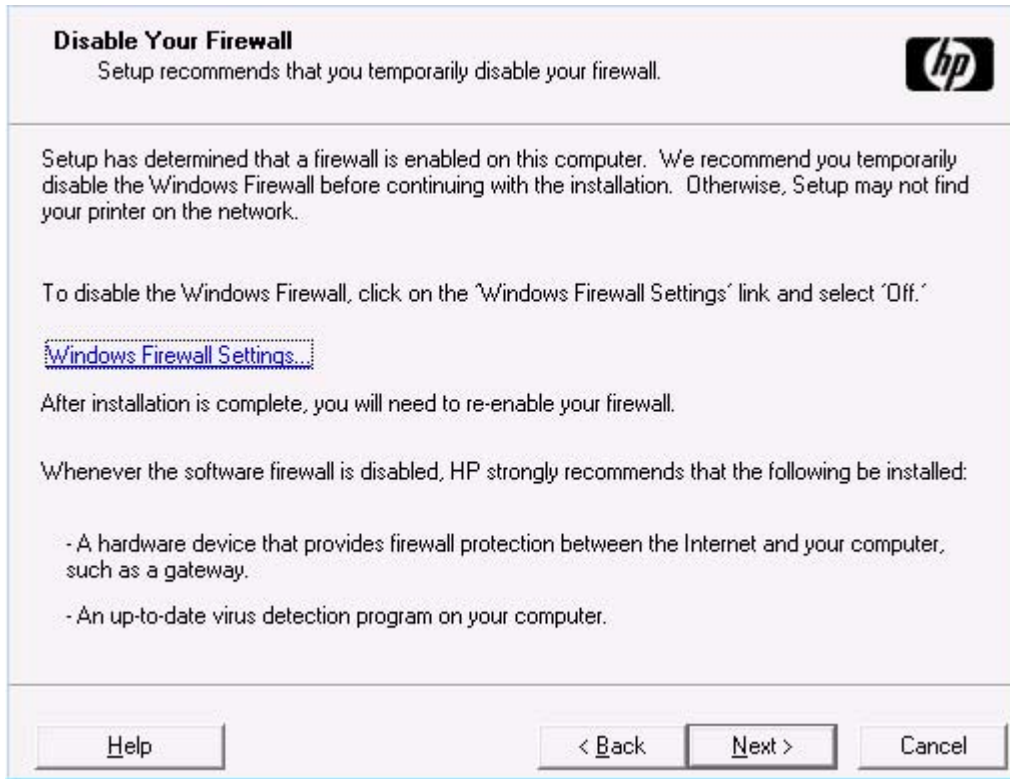 Disable Your Firewall
Setup recommends that you temporarily disable your firewall.
hp
Setup has determined that a firewall is enabled on this computer.  We recommend you temporarily
disable the Windows Firewall before continuing with the installation.  Otherwise, Setup may not find
your printer on the network.
To disable the Windows Firewall, click on the ‘Windows Firewall Settings’ link and select ‘Off.’
Windows Firewall Settings...
After installation is complete, you will need to re-enable your firewall.
Whenever the software firewall is disabled, HP strongly recommends that the following be installed:
- A hardware device that provides firewall protection between the Internet and your computer,
such as a gateway.
- An up-to-date virus detection program on your computer.
Help
< Back
Next >
Cancel